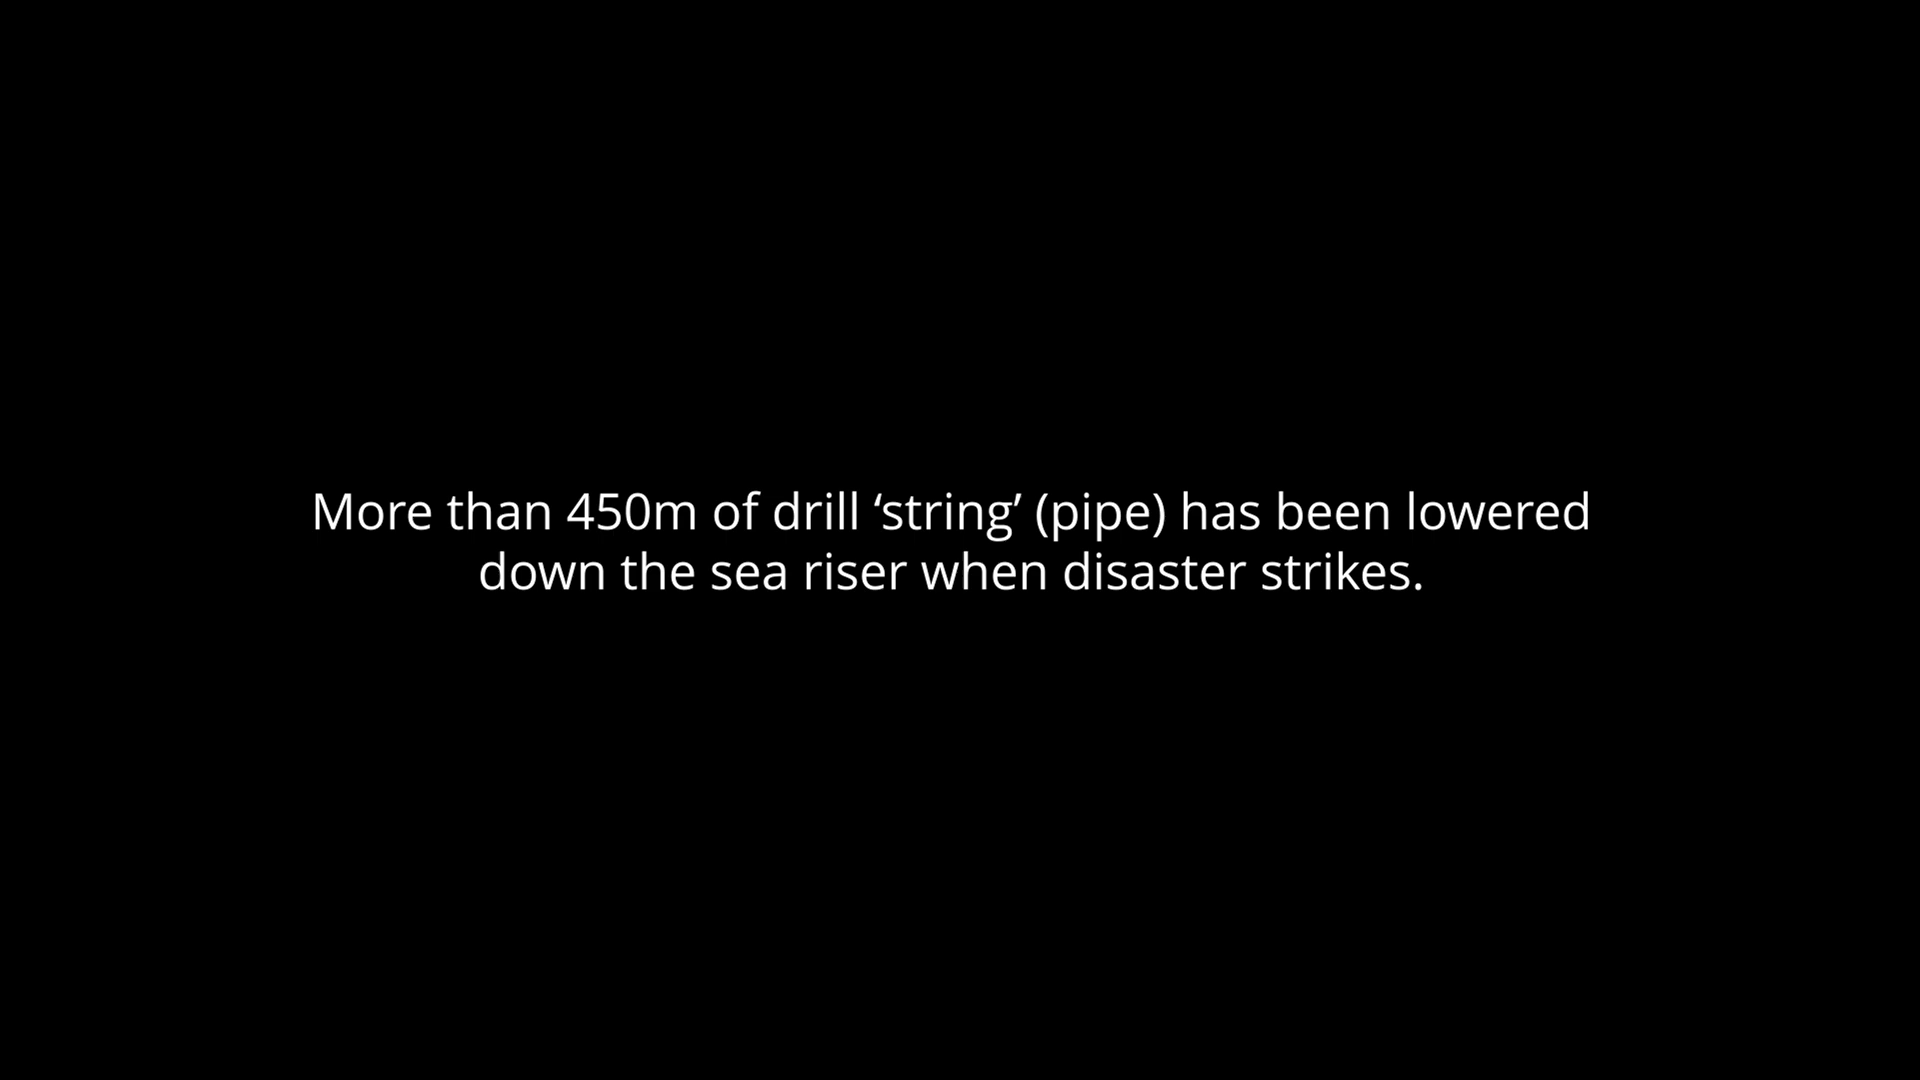 More than 450m of drill ‘string’ (pipe) has been lowered
down the sea riser when disaster strikes.